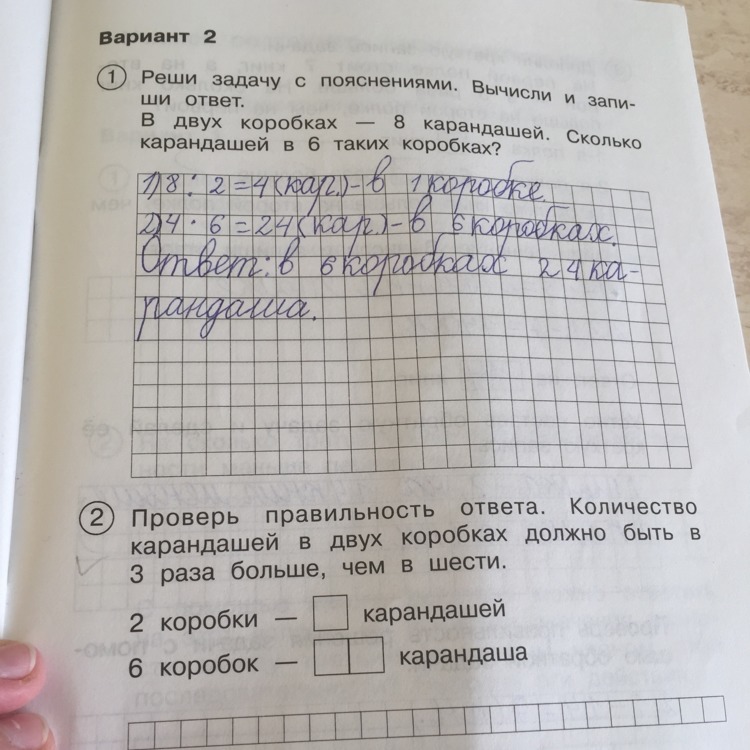 Вариант 2
1 Реши задачу с пояснениями. Вычисли и запи-
ши ответ.
В двух коробках — 8 карандашей. Сколько
карандашей в 6 таких коробках?
1) 8 : 2 = 4 (кар.) - в 1 коробке.
2) 4 · 6 = 24 (кар.) - в 6 коробках.
Ответ: в 6 коробках 24 ка-
рандаша.
2 Проверь правильность ответа. Количество
карандашей в двух коробках должно быть в
3 раза больше, чем в шести.
2 коробки — карандашей
6 коробок — карандаша